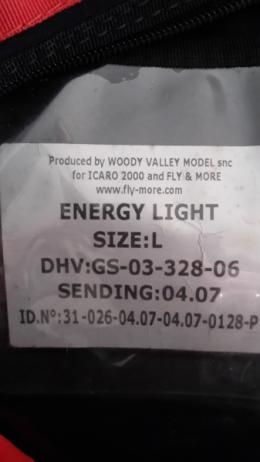 Produced by WOODY VALLEY MODEL snc
for ICARO 2000 and FLY & MORE
www.fly-more.com
ENERGY LIGHT
SIZE:L
DHV:GS-03-328-06
SENDING:04.07
ID.N°:31-026-04.07-04.07-0128-P